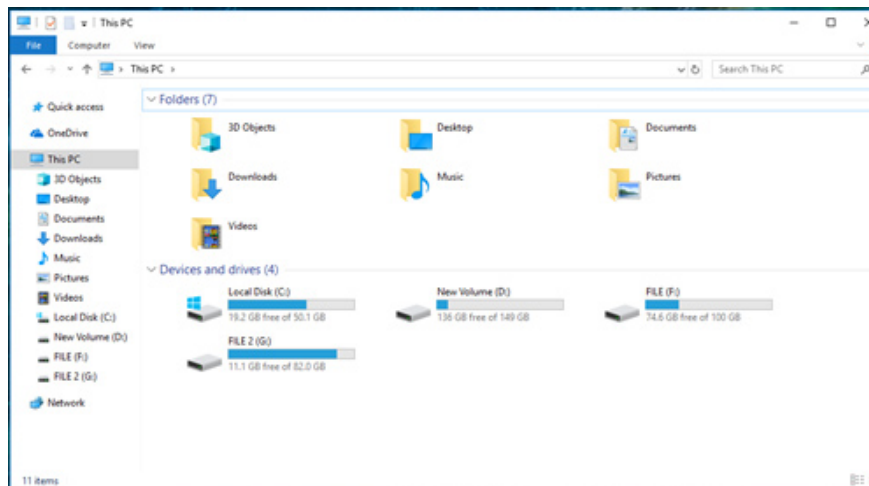 This PC
File Computer View
This PC
Search This PC
Quick access
OneDrive
This PC
3D Objects
Desktop
Documents
Downloads
Music
Pictures
Videos
Local Disk (C:)
New Volume (D:)
FILE (F:)
FILE 2 (G:)
Network
Folders (7)
3D Objects Desktop Documents
Downloads Music Pictures
Videos
Devices and drives (4)
Local Disk (C:) New Volume (D:) FILE (F:)
19.2 GB free of 50.1 GB 136 GB free of 149 GB 74.6 GB free of 100 GB
FILE 2 (G:)
11.1 GB free of 82.0 GB
11 items